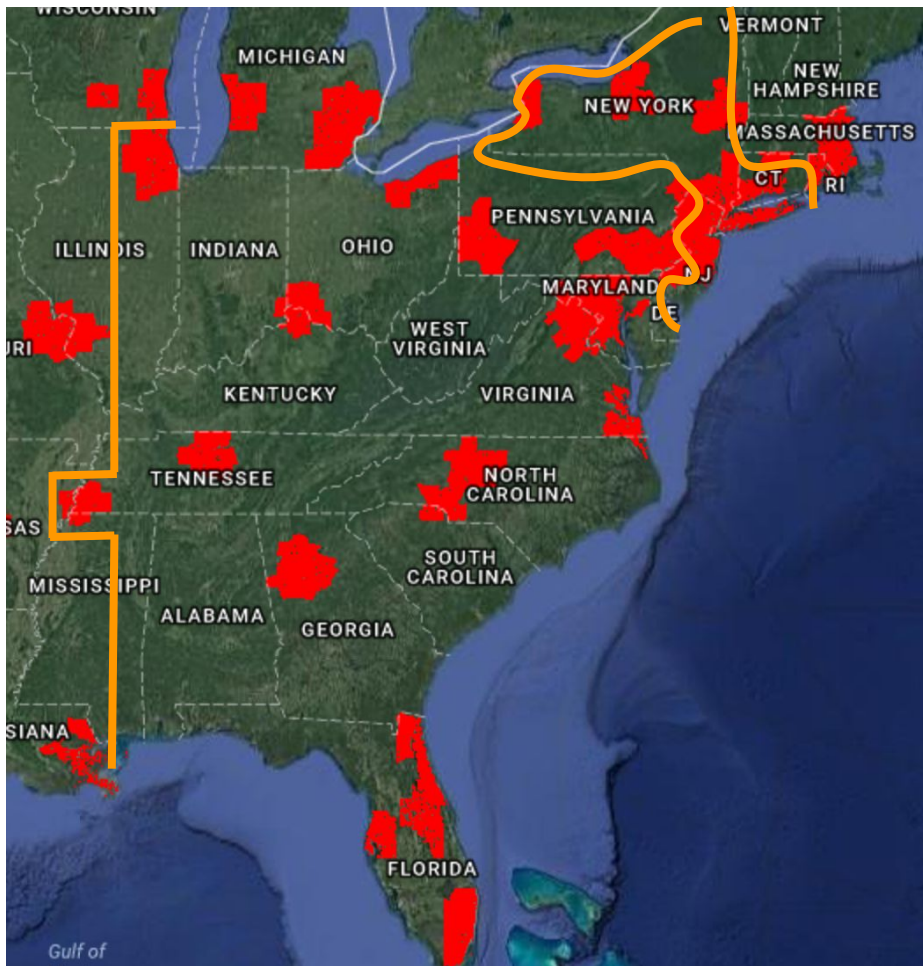 WISCONSIN
VERMONT
MICHIGAN
NEW
HAMPSHIRE
NEW YORK
MASSACHUSETTS
CT
RI
PENNSYLVANIA
ILLINOIS
INDIANA
OHIO
NJ
MARYLAND
DE
WEST
VIRGINIA
URI
KENTUCKY
VIRGINIA
TENNESSEE
NORTH
CAROLINA
SAS
SOUTH
CAROLINA
MISSISSIPPI
ALABAMA
GEORGIA
SIANA
FLORIDA
Gulf of